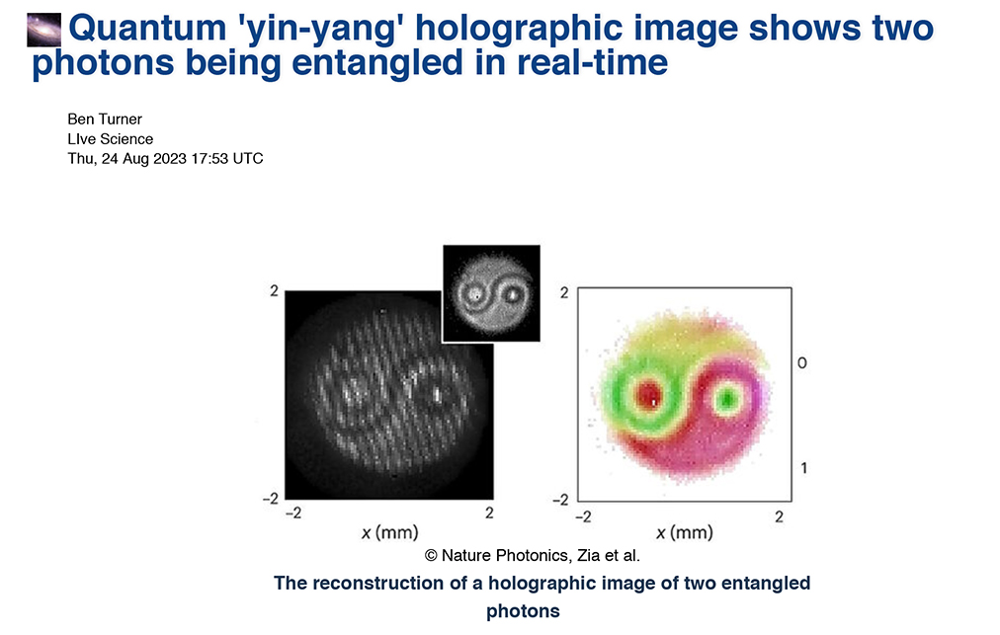 Quantum 'yin-yang' holographic image shows two
photons being entangled in real-time
Ben Turner
LIve Science
Thu, 24 Aug 2023 17:53 UTC
2
2
0
1
−2
−2
−2
2
−2
2
x (mm)
x (mm)
© Nature Photonics, Zia et al.
The reconstruction of a holographic image of two entangled
photons